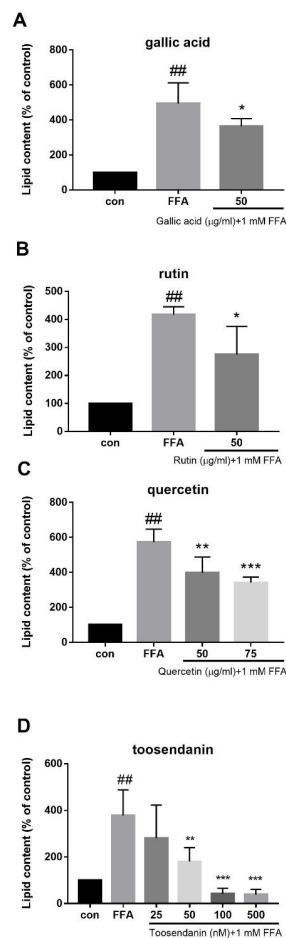 A
gallic acid
Lipid content (% of control)
800
600
400
200
0
##
*
con FFA 50
Gallic acid (μg/ml)+1 mM FFA
B
rutin
Lipid content (% of control)
500
400
300
200
100
0
##
*
con FFA 50
Rutin (μg/ml)+1 mM FFA
C
quercetin
Lipid content (% of control)
800
600
400
200
0
##
**
***
con FFA 50 75
Quercetin (μg/ml)+1 mM FFA
D
toosendanin
Lipid content (% of control)
600
400
200
0
##
**
*** ***
con FFA 25 50 100 500
Toosendanin (nM)+1 mM FFA